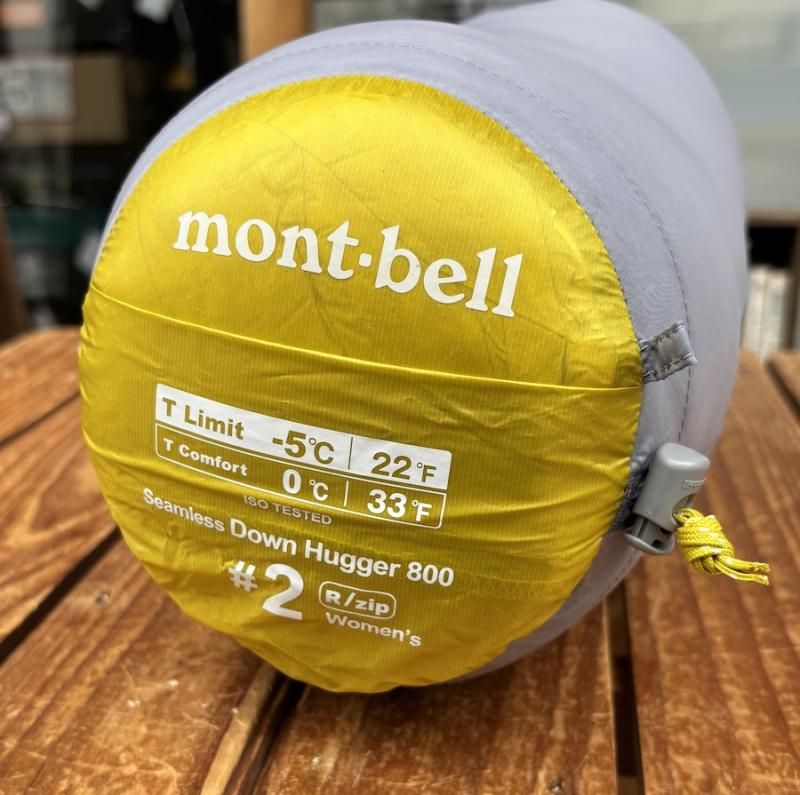 mont-bell
T Limit -5℃ | 22°F
T Comfort 0℃ | 33°F
ISO TESTED
Seamless Down Hugger 800
#2 R/zip
Women's